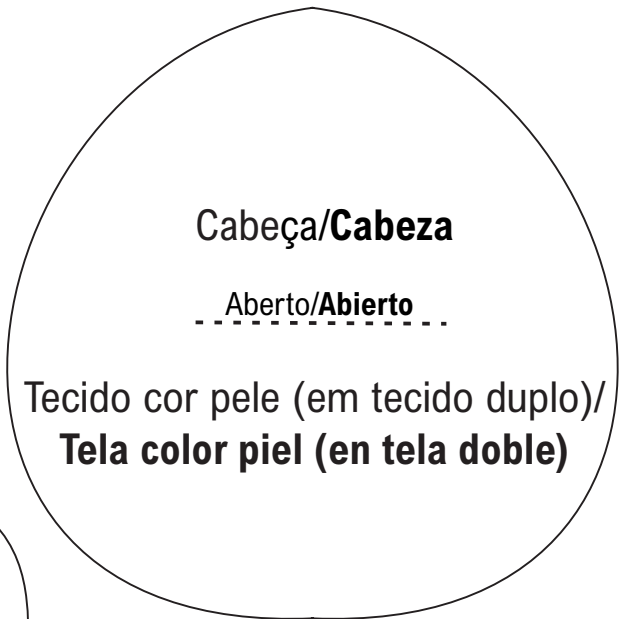 Cabeça/Cabeza
Aberto/Abierto
Tecido cor pele (em tecido duplo)/
Tela color piel (en tela doble)